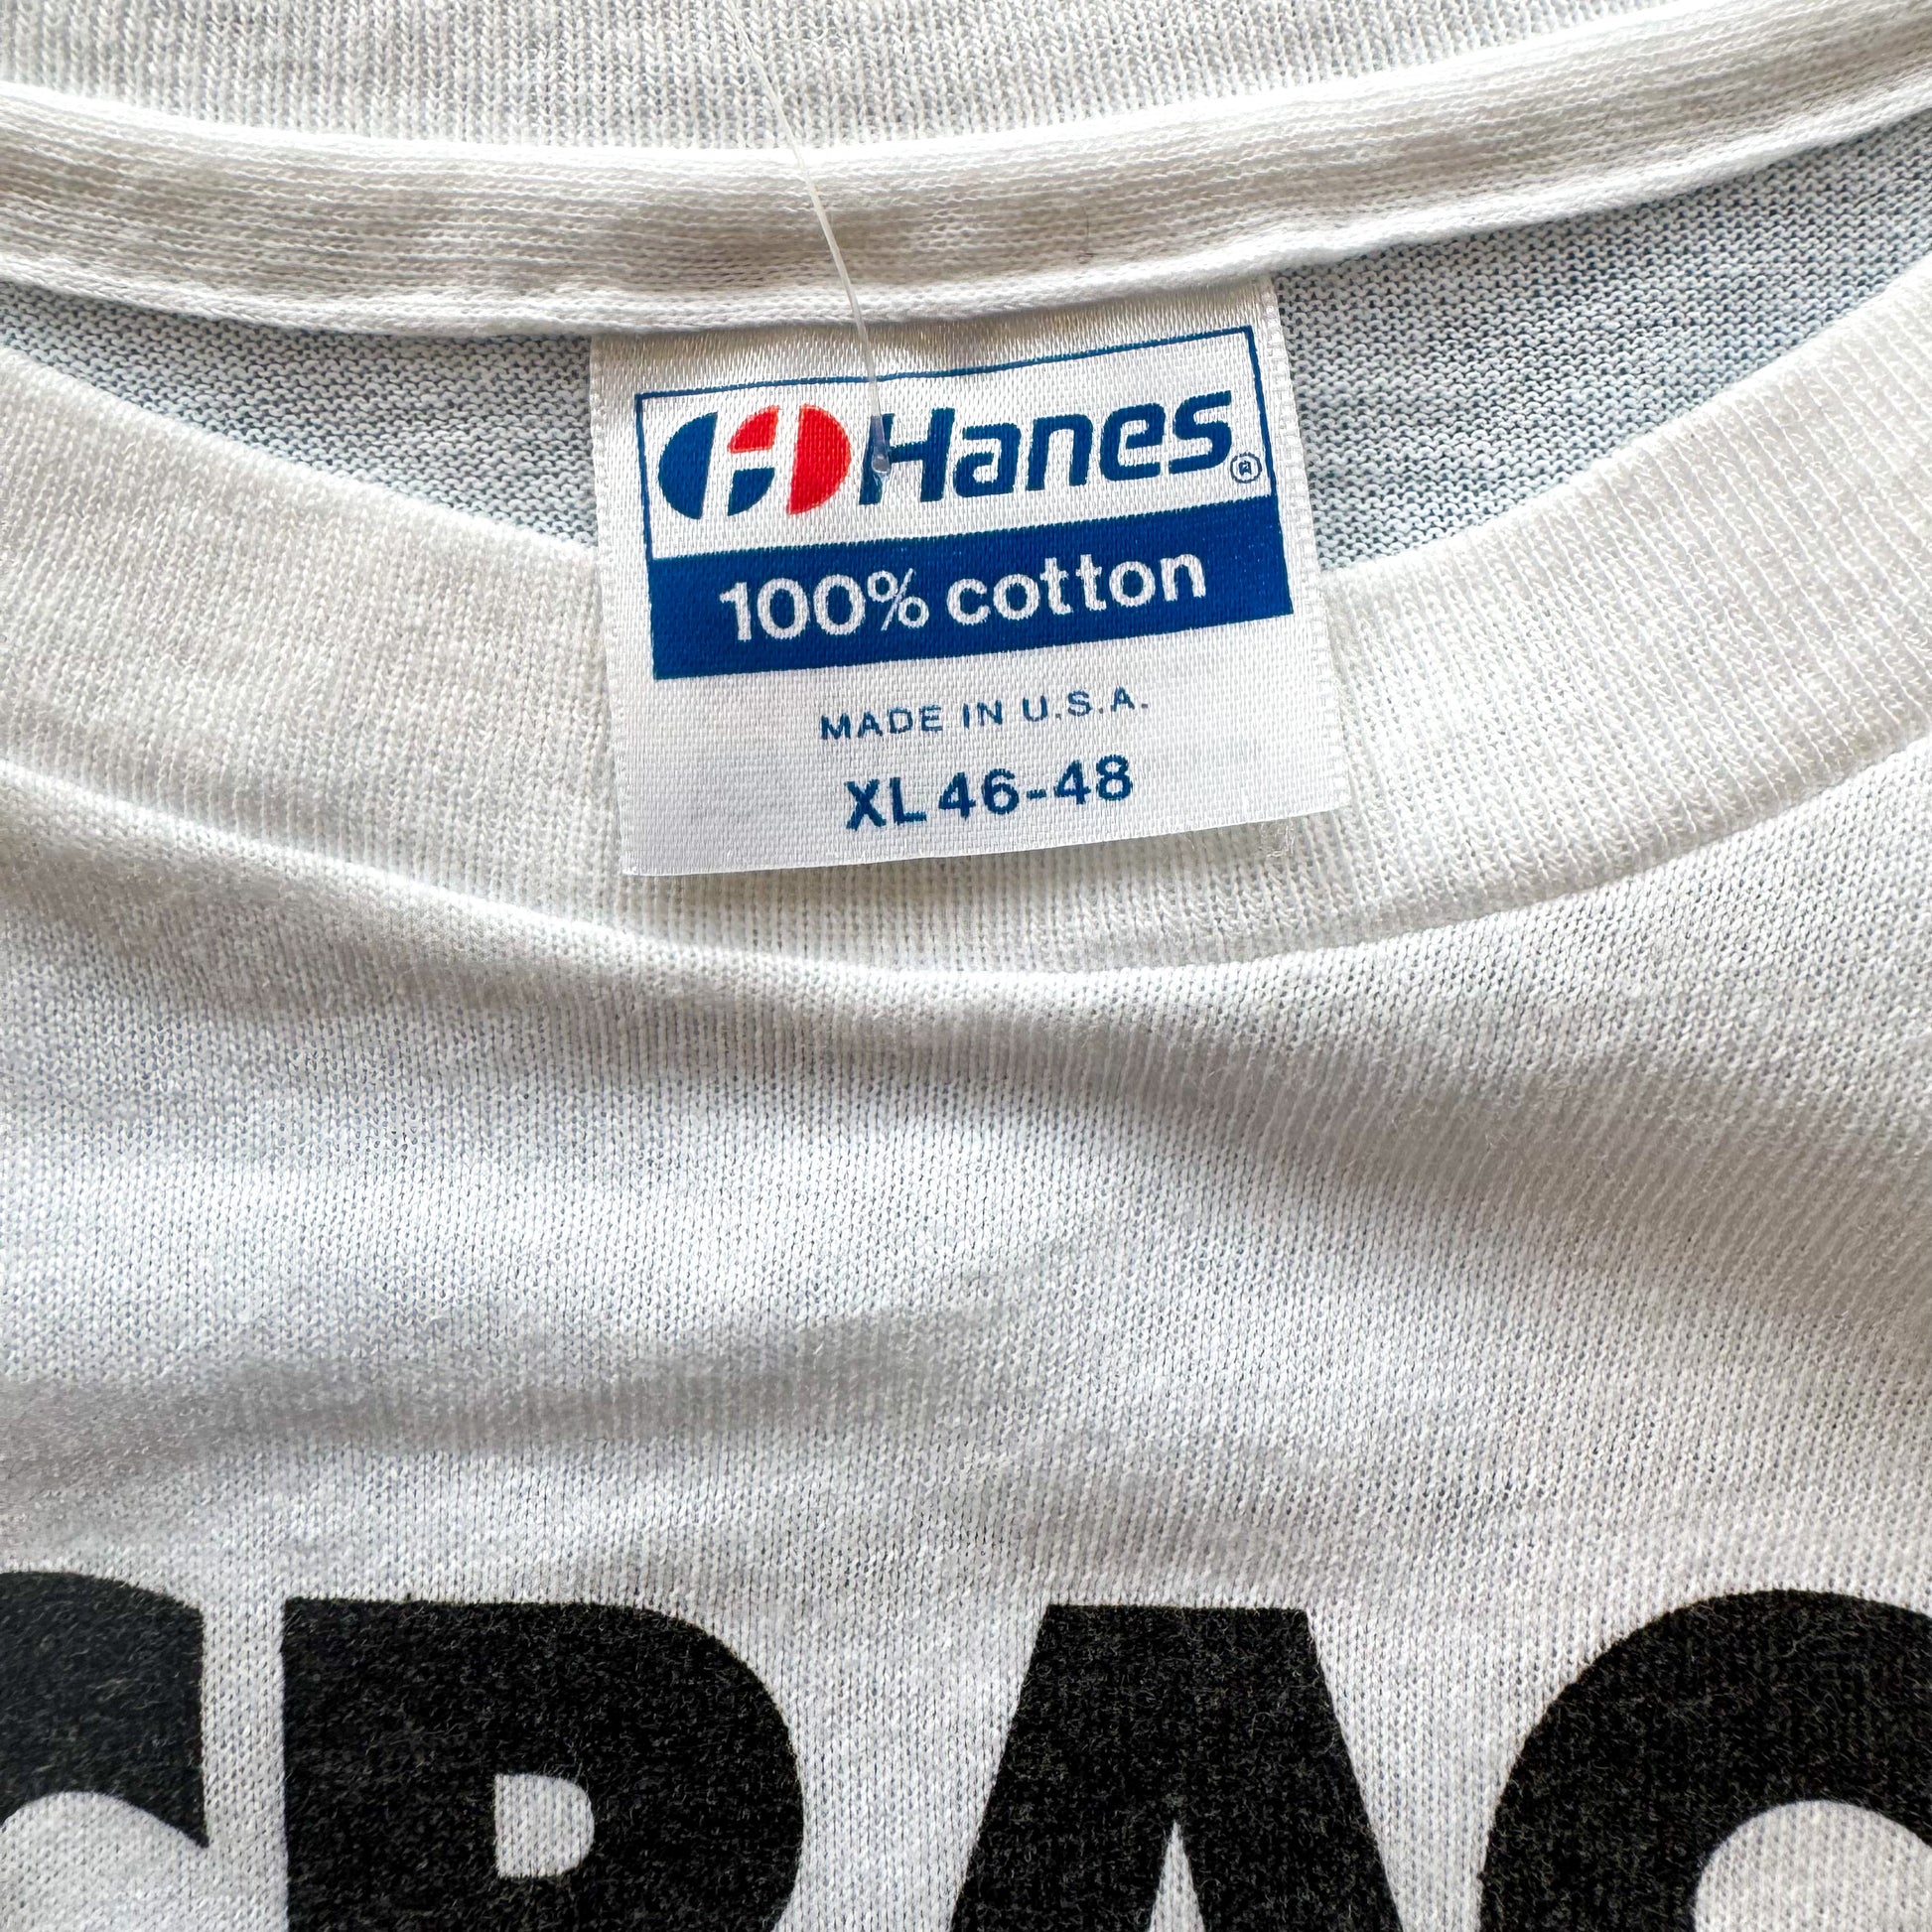 Hanes®
100% cotton
MADE IN U.S.A.
XL 46-48